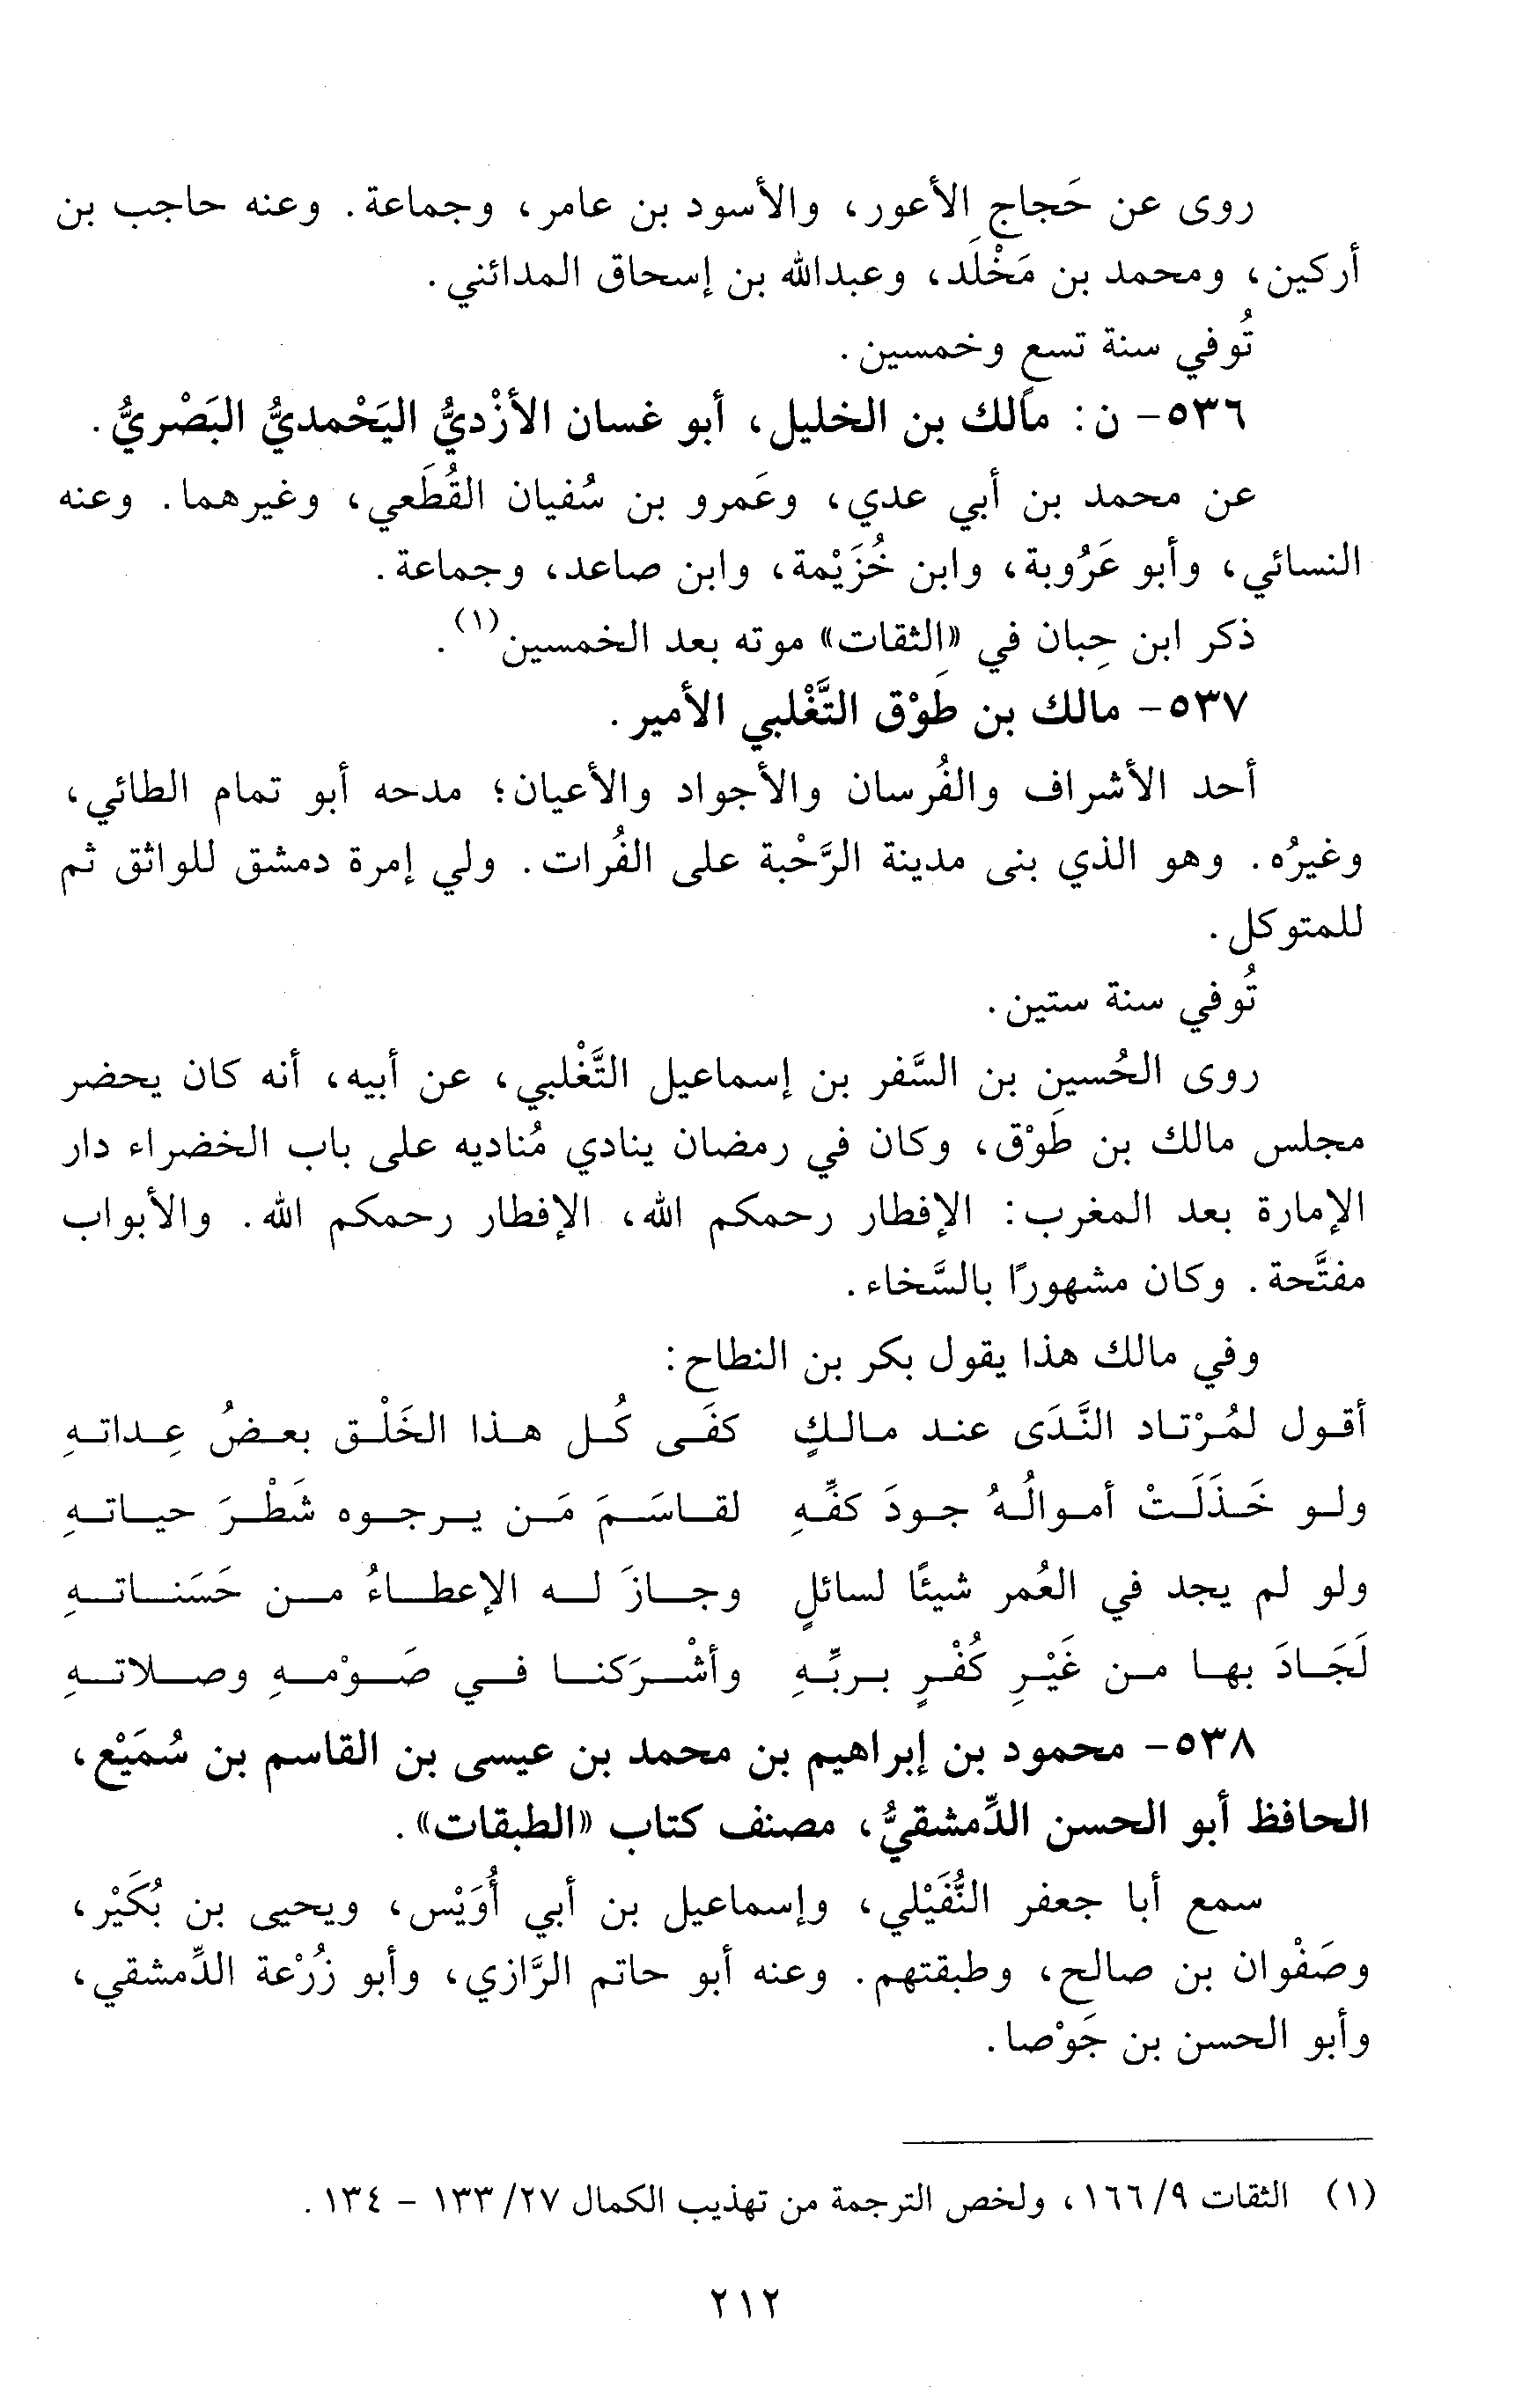 روى عن حَجاج الأعور، والأسود بن عامر، وجماعة. وعنه حاجب بن
أركين، ومحمد بن مَخْلَد، وعبدالله بن إسحاق المدائني.
تُوفي سنة تسع وخمسين.
٥٣٦- ن: مالك بن الخليل، أبو غسان الأزْديُّ اليَحْمديُّ البَصْريُّ.
عن محمد بن أبي عدي، وعَمرو بن سُفيان القُطَعي، وغيرهما. وعنه
النسائي، وأبو عَرُوبة، وابن خُزَيْمة، وابن صاعد، وجماعة.
ذكر ابن حِبان في «الثقات» موته بعد الخمسين(١).
٥٣٧- مالك بن طَوْق التَّغْلبي الأمير.
أحد الأشراف والفُرسان والأجواد والأعيان؛ مدحه أبو تمام الطائي،
وغيرُه. وهو الذي بنى مدينة الرَّحْبة على الفُرات. ولي إمرة دمشق للواثق ثم
للمتوكل.
تُوفي سنة ستين.
روى الحُسين بن السَّفر بن إسماعيل التَّغْلبي، عن أبيه، أنه كان يحضر
مجلس مالك بن طَوْق، وكان في رمضان ينادي مُناديه على باب الخضراء دار
الإمارة بعد المغرب: الإفطار رحمكم الله، الإفطار رحمكم الله. والأبواب
مفتَّحة. وكان مشهورًا بالسَّخاء.
وفي مالك هذا يقول بكر بن النطاح:
أقول لمُرْتاد النَّدَى عند مالكٍ كفَى كُل هذا الخَلْق بعضُ عِداتهِ
ولو خَذَلَتْ أموالُهُ جودَ كفِّهِ لقاسَمَ مَن يرجوه شَطْرَ حياتهِ
ولو لم يجد في العُمر شيئًا لسائلٍ وجازَ له الإعطاءُ من حَسَناتهِ
لَجَادَ بها من غَيْرِ كُفْرٍ بربِّهِ وأشْرَكنا في صَوْمهِ وصلاتهِ
٥٣٨- محمود بن إبراهيم بن محمد بن عيسى بن القاسم بن سُمَيْع،
الحافظ أبو الحسن الدِّمشقيُّ، مصنف كتاب «الطبقات».
سمع أبا جعفر النُّفَيْلي، وإسماعيل بن أبي أُوَيْس، ويحيى بن بُكَيْر،
وصَفْوان بن صالح، وطبقتهم. وعنه أبو حاتم الرَّازي، وأبو زُرْعة الدِّمشقي،
وأبو الحسن بن جَوْصا.
(١) الثقات ٩/ ١٦٦، ولخص الترجمة من تهذيب الكمال ٢٧/ ١٣٣ - ١٣٤.
٢١٢